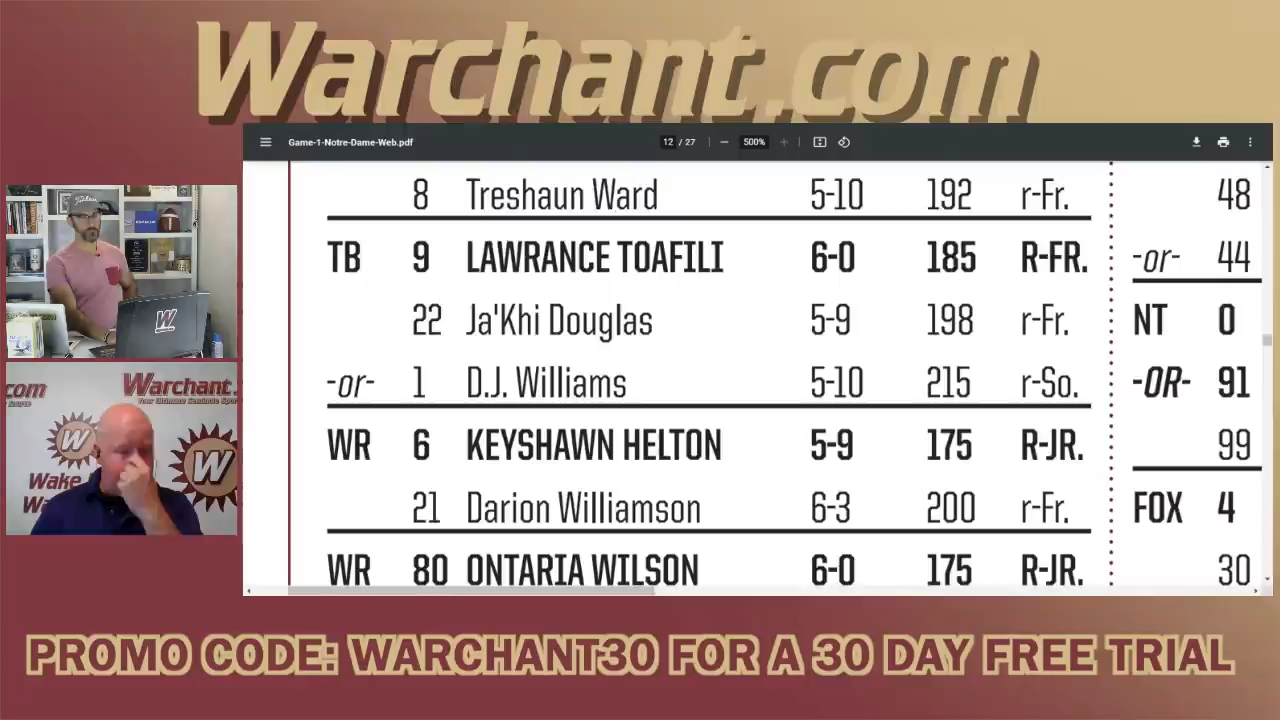 Warchant.com
Game-1-Notre-Dame-Web.pdf 12 / 27 500%
8 Treshaun Ward 5-10 192 r-Fr. 48
TB 9 LAWRANCE TOAFILI 6-0 185 R-FR. -or- 44
22 Ja'Khi Douglas 5-9 198 r-Fr. NT 0
-or- 1 D.J. Williams 5-10 215 r-So. -OR- 91
WR 6 KEYSHAWN HELTON 5-9 175 R-JR. 99
21 Darion Williamson 6-3 200 r-Fr. FOX 4
WR 80 ONTARIA WILSON 6-0 175 R-JR. 30
W
.com Warchant.
W W
Wake
PROMO CODE: WARCHANT30 FOR A 30 DAY FREE TRIAL